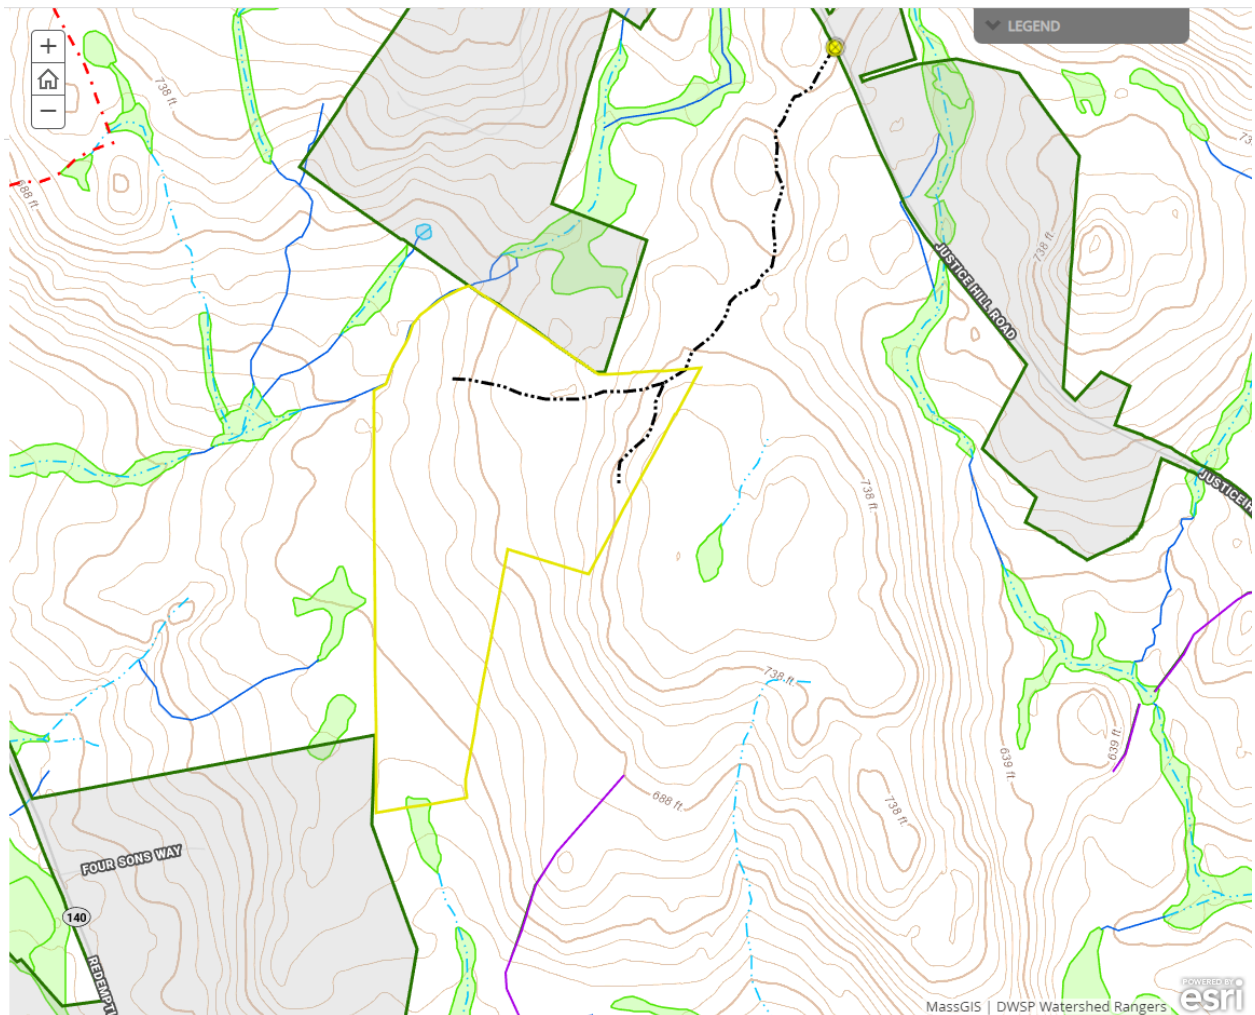 +
−
LEGEND
738 ft
688 ft
738 ft
JUSTICE HILL ROAD
738 ft
JUSTICE H
738 ft
639 ft
639 ft
688 ft
738 ft
FOUR SONS WAY
140
REDEMPTI
MassGIS | DWSP Watershed Rangers
POWERED BY
esri